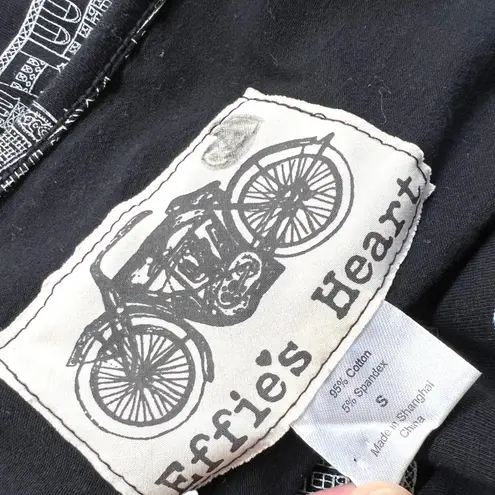 Effie's Heart
95% Cotton
5% Spandex
S
Made in Shanghai
China